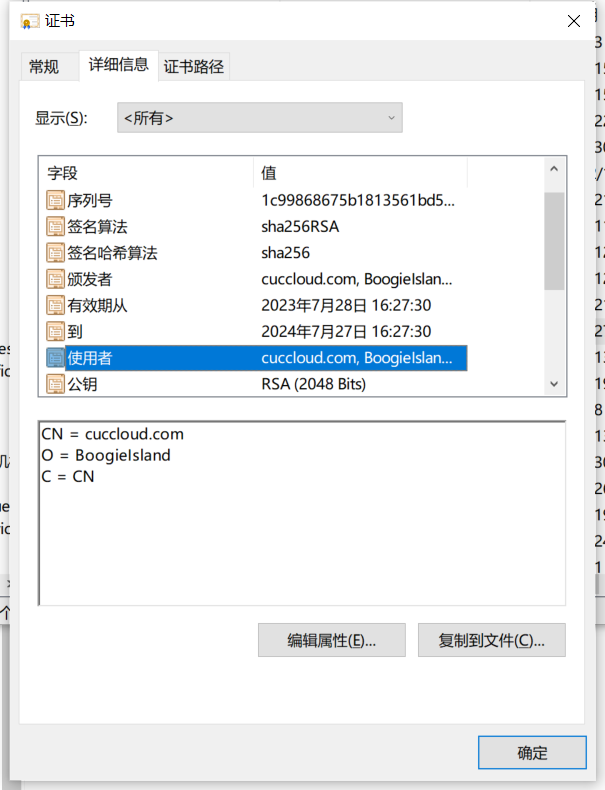 证书
常规 详细信息 证书路径
显示(S): <所有>
字段 值
序列号 1c99868675b1813561bd5...
签名算法 sha256RSA
签名哈希算法 sha256
颁发者 cuccloud.com, BoogieIslan...
有效期从 2023年7月28日 16:27:30
到 2024年7月27日 16:27:30
使用者 cuccloud.com, BoogieIslan...
公钥 RSA (2048 Bits)
CN = cuccloud.com
O = BoogieIsland
C = CN
编辑属性(E)... 复制到文件(C)...
确定